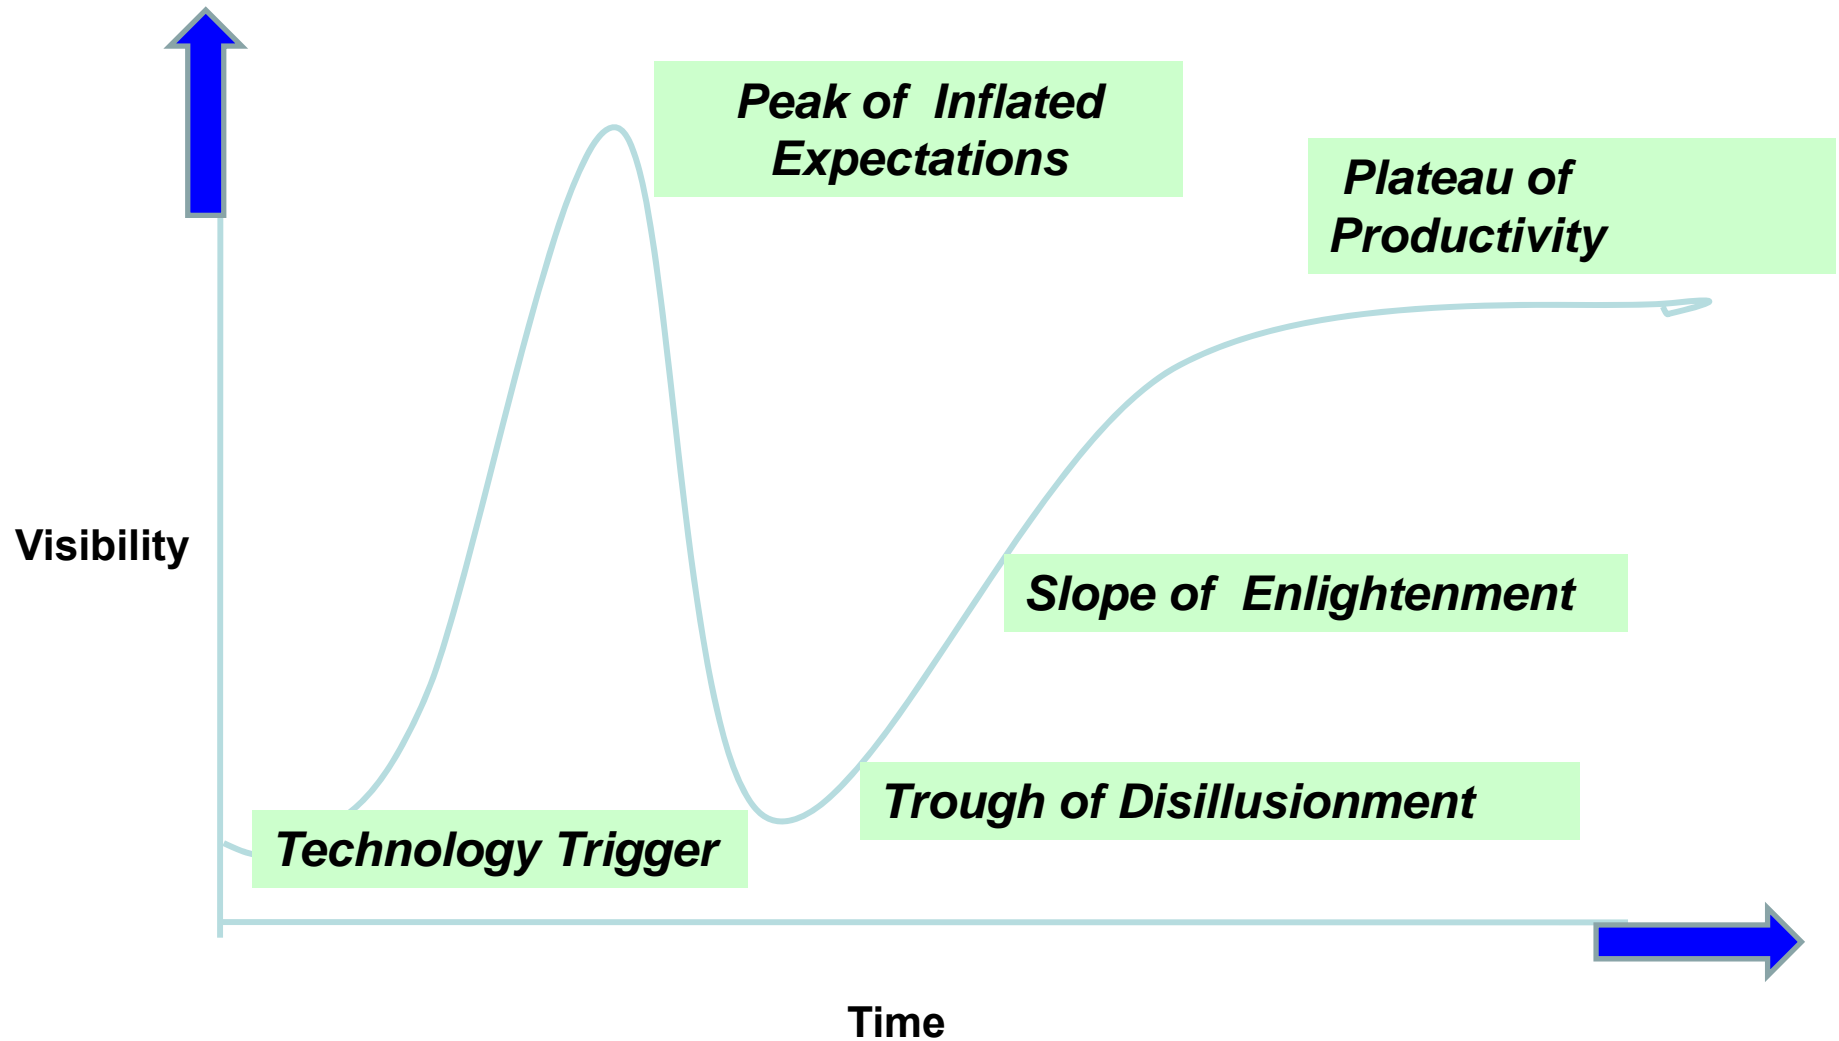 Peak of  Inflated
Expectations
Plateau of
Productivity
Visibility
Slope of  Enlightenment
Trough of Disillusionment
Technology Trigger
Time